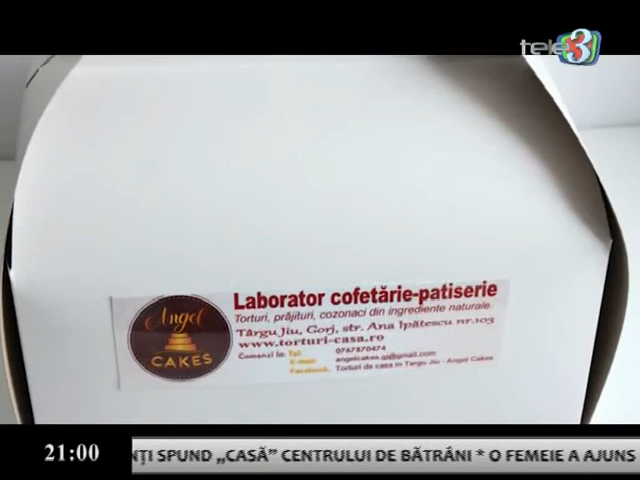 tele3
Laborator cofetărie-patiserie
Torturi, prăjituri, cozonaci din ingrediente naturale.
Târgu Jiu, Gorj, str. Ana Ipătescu nr.103
www.torturi-casa.ro
Comenzi la: Tel: 0767870474
E-mail: angelcakes.gj@gmail.com
Facebook: Torturi de casa in Targu Jiu - Angel Cakes
Angel
CAKES
21:00
NȚI SPUND „CASĂ” CENTRULUI DE BĂTRÂNI * O FEMEIE A AJUNS